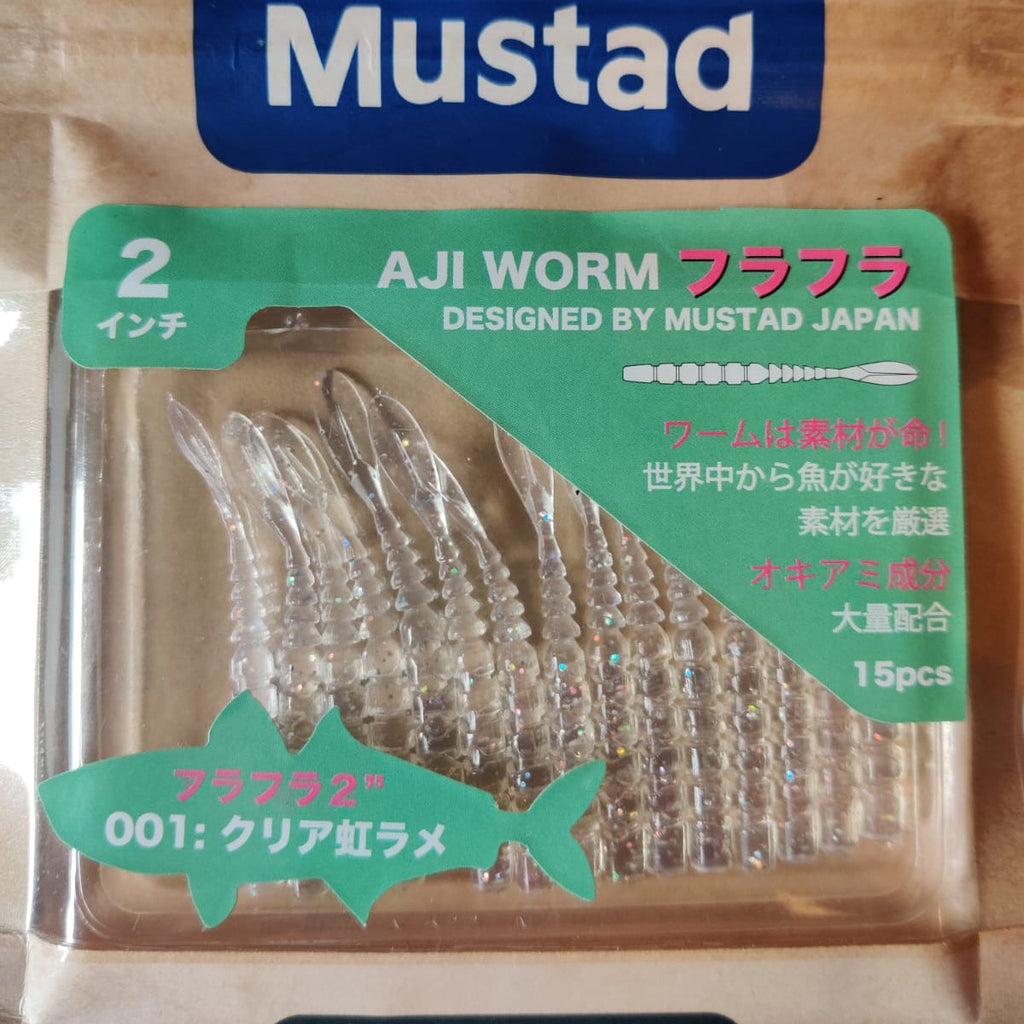 Mustad
2
インチ
AJI WORM フラフラ
DESIGNED BY MUSTAD JAPAN
ワームは素材が命!
世界中から魚が好きな
素材を厳選
オキアミ成分
大量配合
15pcs
フラフラ2”
001: クリア虹ラメ